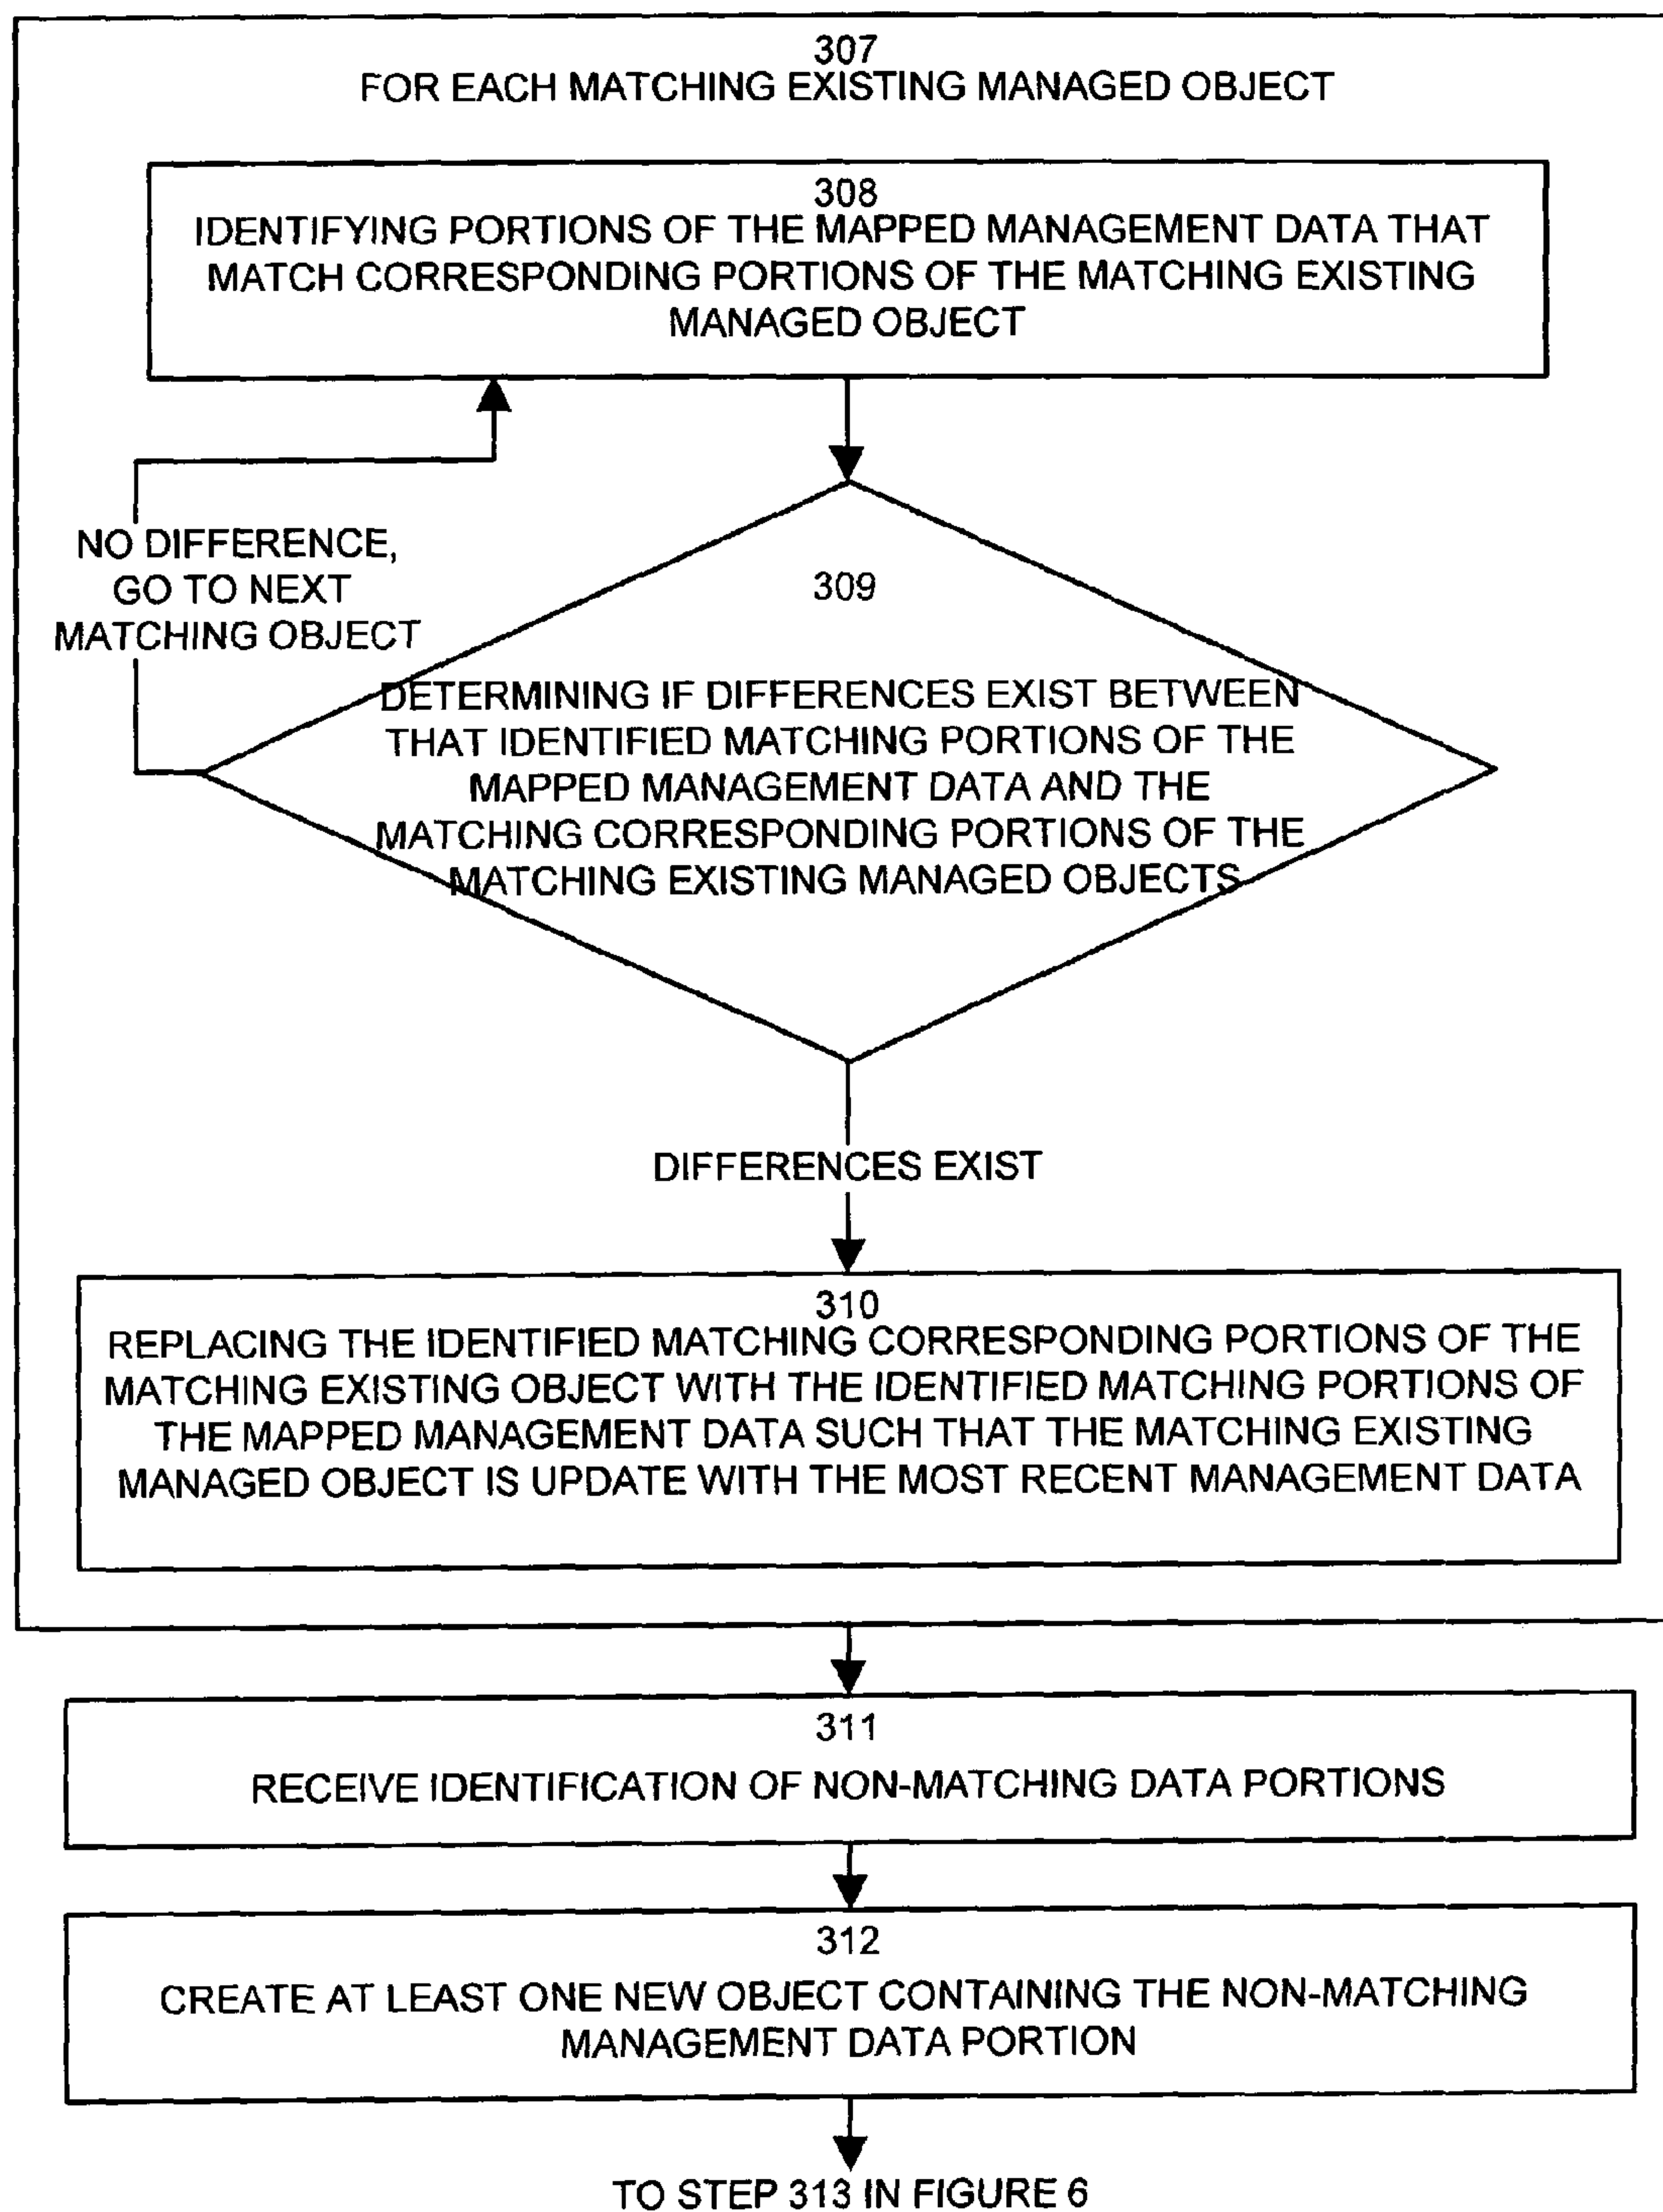 307
FOR EACH MATCHING EXISTING MANAGED OBJECT
308
IDENTIFYING PORTIONS OF THE MAPPED MANAGEMENT DATA THAT
MATCH CORRESPONDING PORTIONS OF THE MATCHING EXISTING
MANAGED OBJECT
NO DIFFERENCE,
GO TO NEXT
MATCHING OBJECT
309
DETERMINING IF DIFFERENCES EXIST BETWEEN
THAT IDENTIFIED MATCHING PORTIONS OF THE
MAPPED MANAGEMENT DATA AND THE
MATCHING CORRESPONDING PORTIONS OF THE
MATCHING EXISTING MANAGED OBJECTS
DIFFERENCES EXIST
310
REPLACING THE IDENTIFIED MATCHING CORRESPONDING PORTIONS OF THE
MATCHING EXISTING OBJECT WITH THE IDENTIFIED MATCHING PORTIONS OF
THE MAPPED MANAGEMENT DATA SUCH THAT THE MATCHING EXISTING
MANAGED OBJECT IS UPDATE WITH THE MOST RECENT MANAGEMENT DATA
311
RECEIVE IDENTIFICATION OF NON-MATCHING DATA PORTIONS
312
CREATE AT LEAST ONE NEW OBJECT CONTAINING THE NON-MATCHING
MANAGEMENT DATA PORTION
TO STEP 313 IN FIGURE 6